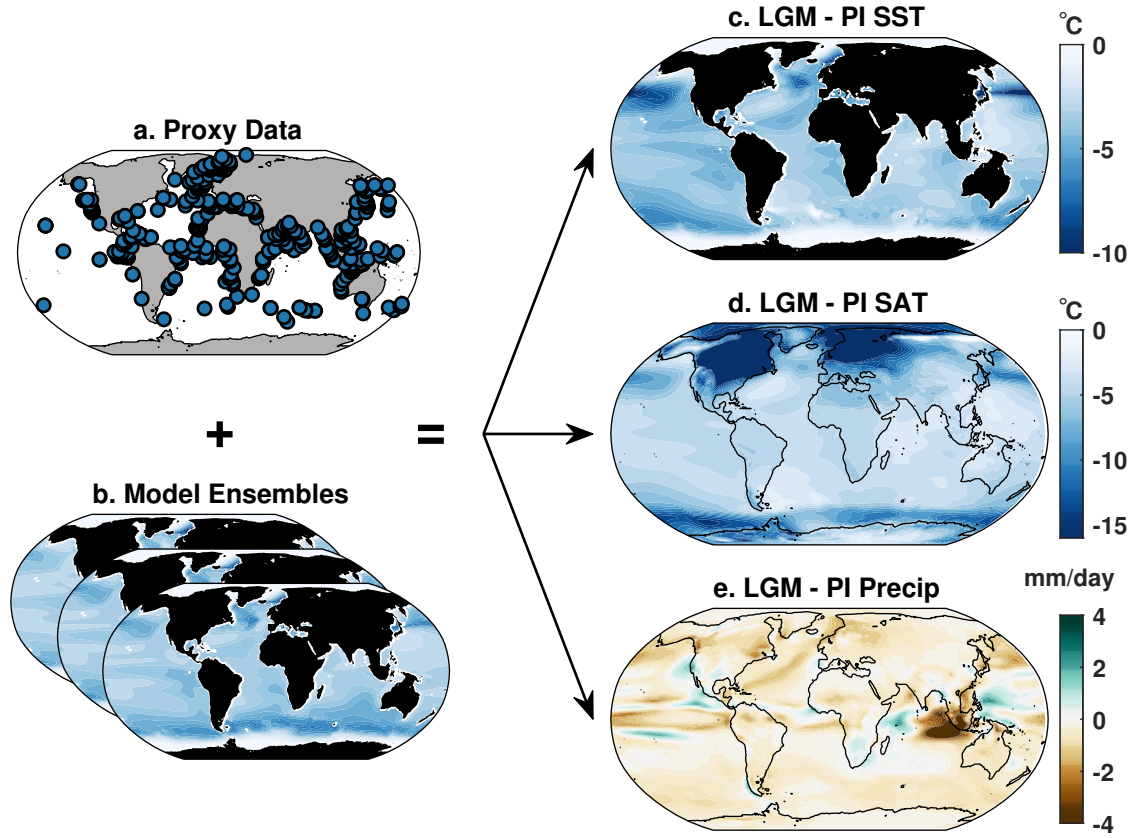 a. Proxy Data
+
=
b. Model Ensembles
c. LGM - PI SST
°C
0
-5
-10
d. LGM - PI SAT
°C
0
-5
-10
-15
e. LGM - PI Precip
mm/day
4
2
0
-2
-4